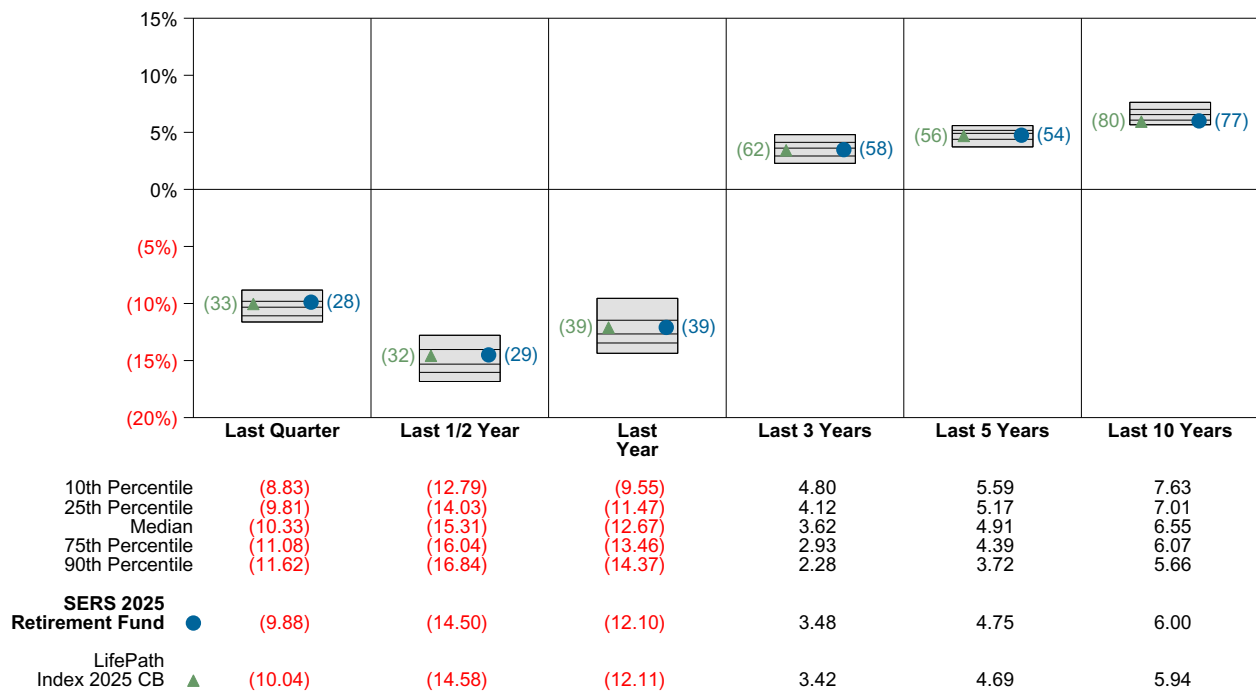 15%
10%
5%
0%
(5%)
(10%)
(15%)
(20%)
(33) (28)
(32) (29)
(39) (39)
(62) (58)
(56) (54)
(80) (77)
Last Quarter Last 1/2 Year Last Last 3 Years Last 5 Years Last 10 Years
Year
10th Percentile (8.83) (12.79) (9.55) 4.80 5.59 7.63
25th Percentile (9.81) (14.03) (11.47) 4.12 5.17 7.01
Median (10.33) (15.31) (12.67) 3.62 4.91 6.55
75th Percentile (11.08) (16.04) (13.46) 2.93 4.39 6.07
90th Percentile (11.62) (16.84) (14.37) 2.28 3.72 5.66
SERS 2025
Retirement Fund (9.88) (14.50) (12.10) 3.48 4.75 6.00
LifePath
Index 2025 CB (10.04) (14.58) (12.11) 3.42 4.69 5.94